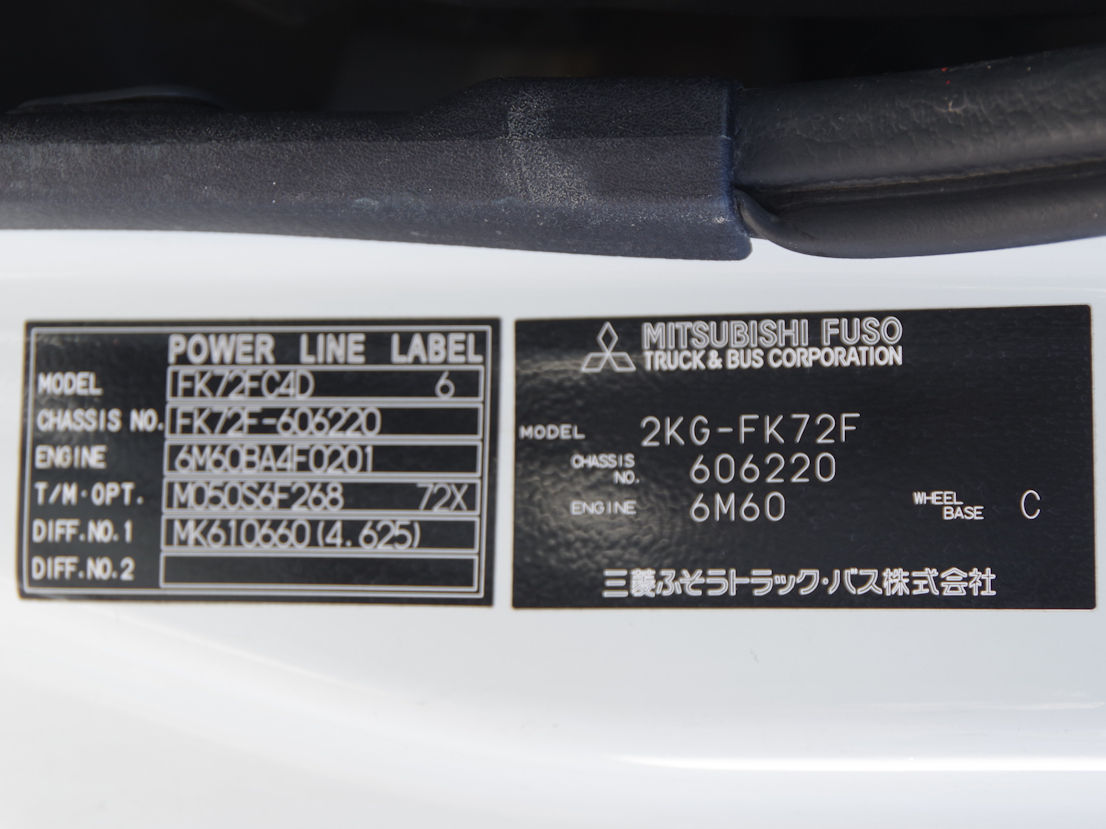 POWER LINE LABEL
MODEL FK72FC4D 6
CHASSIS NO. FK72F-606220
ENGINE 6M60BA4F0201
T/M·OPT. M050S6F268 72X
DIFF.NO.1 MK610660(4.625)
DIFF.NO.2
MITSUBISHI FUSO
TRUCK & BUS CORPORATION
MODEL 2KG-FK72F
CHASSIS NO. 606220
ENGINE 6M60 WHEEL BASE C
三菱ふそうトラック・バス株式会社